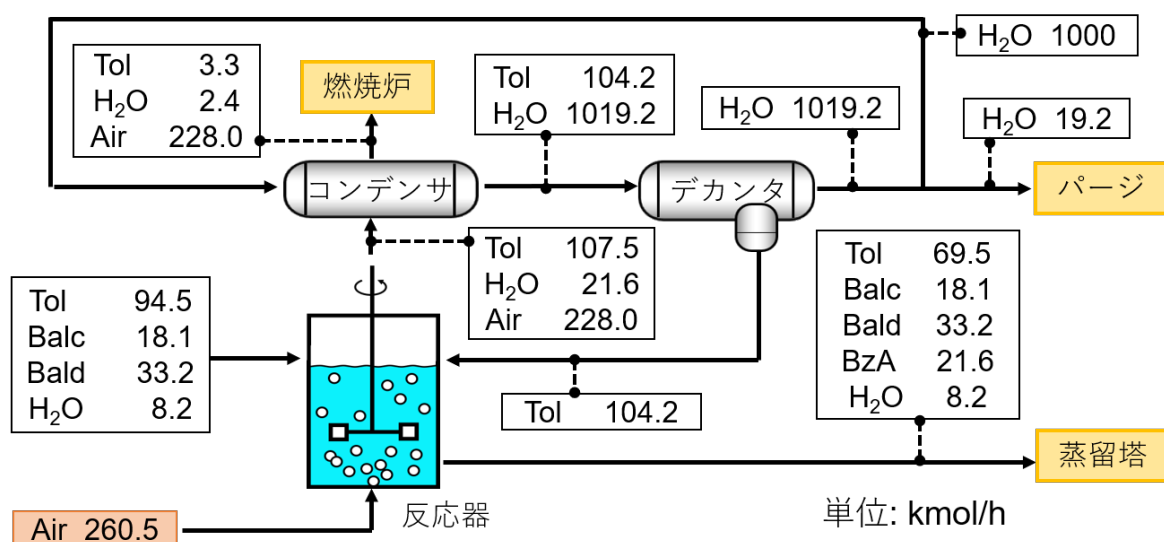 Tol 3.3
H₂O 2.4
Air 228.0
燃焼炉
Tol 104.2
H₂O 1019.2
H₂O 1019.2
H₂O 1000
H₂O 19.2
コンデンサ
デカンタ
パージ
Tol 107.5
H₂O 21.6
Air 228.0
Tol 69.5
Balc 18.1
Bald 33.2
BzA 21.6
H₂O 8.2
Tol 94.5
Balc 18.1
Bald 33.2
H₂O 8.2
Tol 104.2
蒸留塔
反応器
単位: kmol/h
Air 260.5